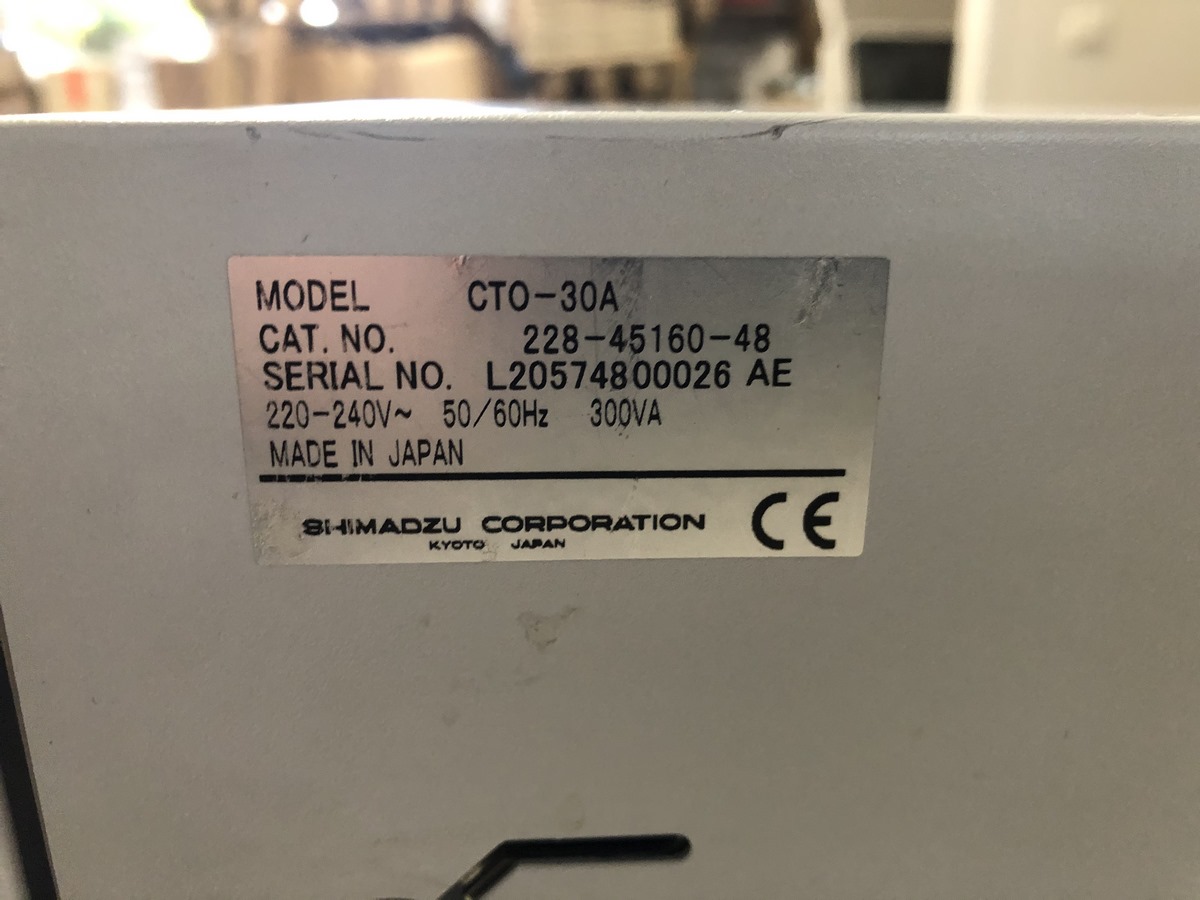 MODEL CTO-30A
CAT. NO. 228-45160-48
SERIAL NO. L20574800026 AE
220-240V~ 50/60Hz 300VA
MADE IN JAPAN
SHIMADZU CORPORATION
KYOTO JAPAN
CE